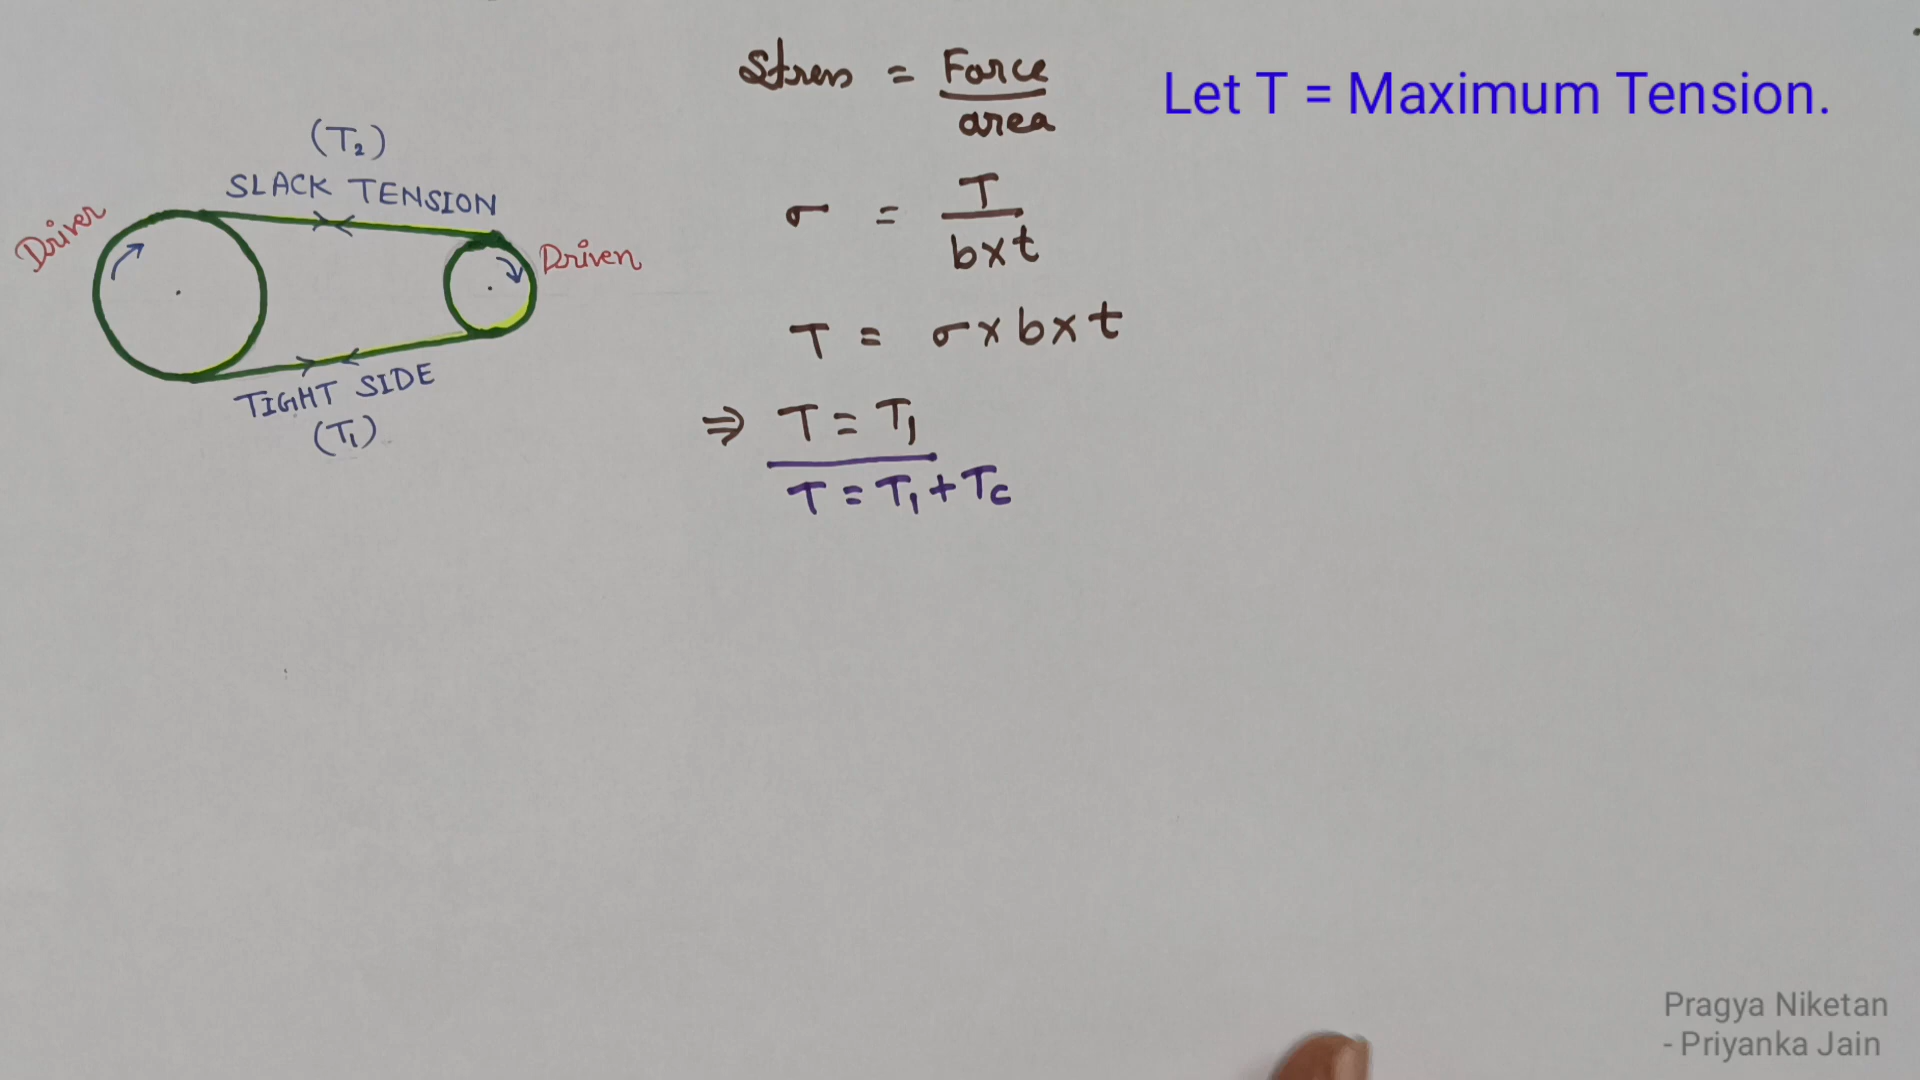 (T₂)
SLACK TENSION
Driver
Driven
TIGHT SIDE
(T₁)
Stress = Force
area
σ = T
b×t
T = σ×b×t
⇒ T = T₁
T = T₁+Tc
Let T = Maximum Tension.
Pragya Niketan
- Priyanka Jain